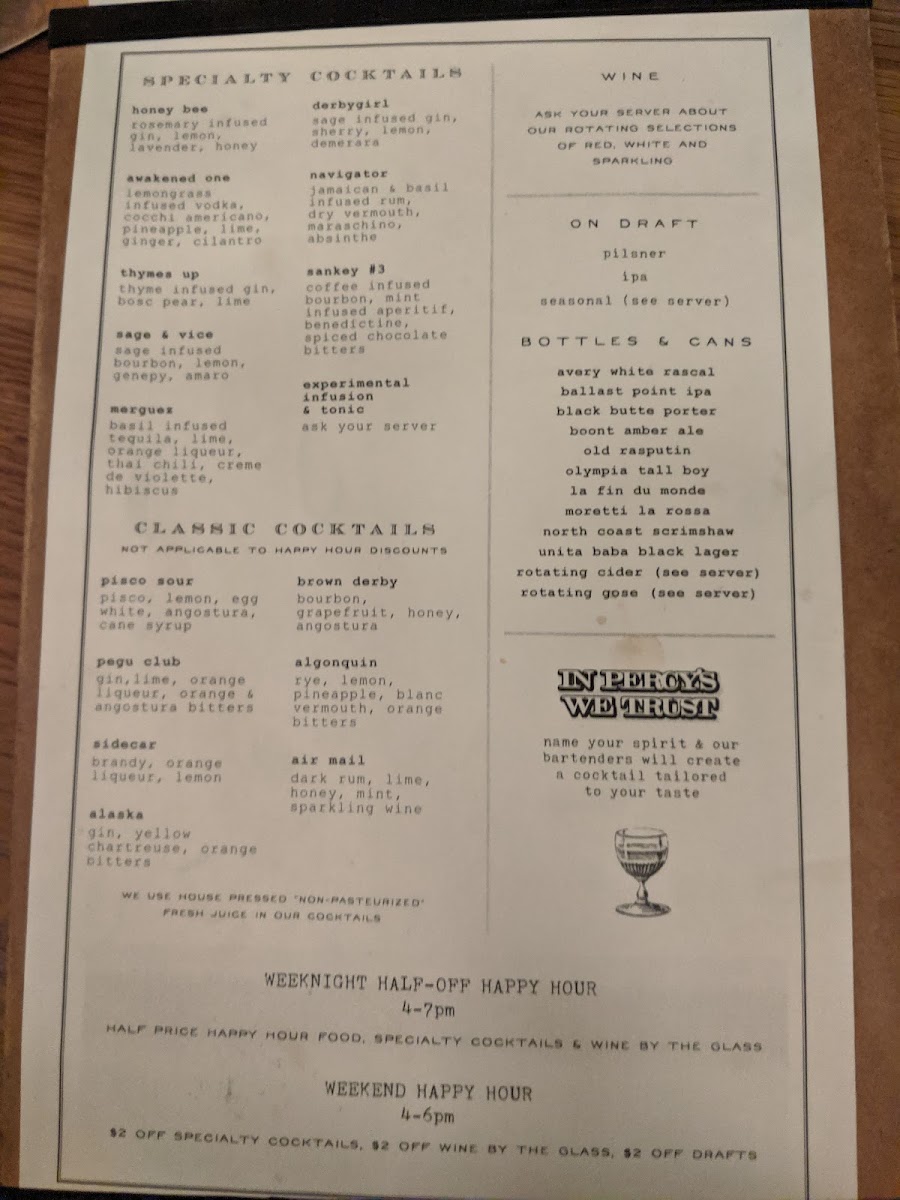 SPECIALTY COCKTAILS
honey bee
rosemary infused
gin, lemon,
lavender, honey
awakened one
lemongrass
infused vodka,
cocchi americano,
pineapple, lime,
ginger, cilantro
thymes up
thyme infused gin,
bosc pear, lime
sage & vice
sage infused
bourbon, lemon,
genepy, amaro
merguez
basil infused
tequila, lime,
orange liqueur,
thai chili, creme
de violette,
hibiscus
derbygirl
sage infused gin,
sherry, lemon,
demerara
navigator
jamaican & basil
infused rum,
dry vermouth,
maraschino,
absinthe
sankey #3
coffee infused
bourbon, mint
infused aperitif,
benedictine,
spiced chocolate
bitters
experimental
infusion
& tonic
ask your server
CLASSIC COCKTAILS
NOT APPLICABLE TO HAPPY HOUR DISCOUNTS
pisco sour
pisco, lemon, egg
white, angostura,
cane syrup
pegu club
gin,lime, orange
liqueur, orange &
angostura bitters
sidecar
brandy, orange
liqueur, lemon
alaska
gin, yellow
chartreuse, orange
bitters
brown derby
bourbon,
grapefruit, honey,
angostura
algonquin
rye, lemon,
pineapple, blanc
vermouth, orange
bitters
air mail
dark rum, lime,
honey, mint,
sparkling wine
WE USE HOUSE PRESSED "NON-PASTEURIZED"
FRESH JUICE IN OUR COCKTAILS
WINE
ASK YOUR SERVER ABOUT
OUR ROTATING SELECTIONS
OF RED, WHITE AND
SPARKLING
ON DRAFT
pilsner
ipa
seasonal (see server)
BOTTLES & CANS
avery white rascal
ballast point ipa
black butte porter
boont amber ale
old rasputin
olympia tall boy
la fin du monde
moretti la rossa
north coast scrimshaw
unita baba black lager
rotating cider (see server)
rotating gose (see server)
IN PERCY'S
WE TRUST
name your spirit & our
bartenders will create
a cocktail tailored
to your taste
WEEKNIGHT HALF-OFF HAPPY HOUR
4-7pm
HALF PRICE HAPPY HOUR FOOD, SPECIALTY COCKTAILS & WINE BY THE GLASS
WEEKEND HAPPY HOUR
4-6pm
$2 OFF SPECIALTY COCKTAILS, $2 OFF WINE BY THE GLASS, $2 OFF DRAFTS